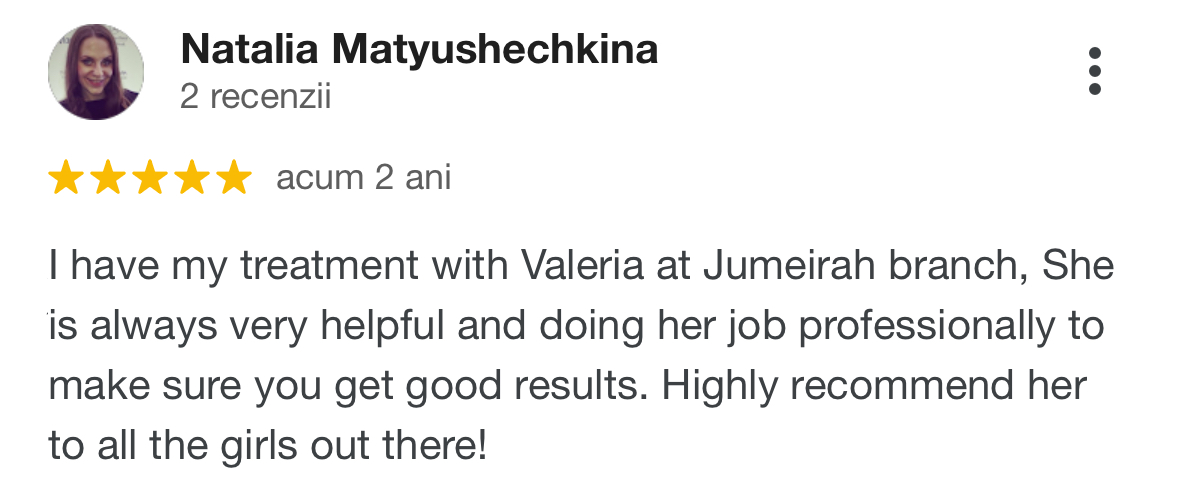 Natalia Matyushechkina
2 recenzii
acum 2 ani
I have my treatment with Valeria at Jumeirah branch, She
is always very helpful and doing her job professionally to
make sure you get good results. Highly recommend her
to all the girls out there!